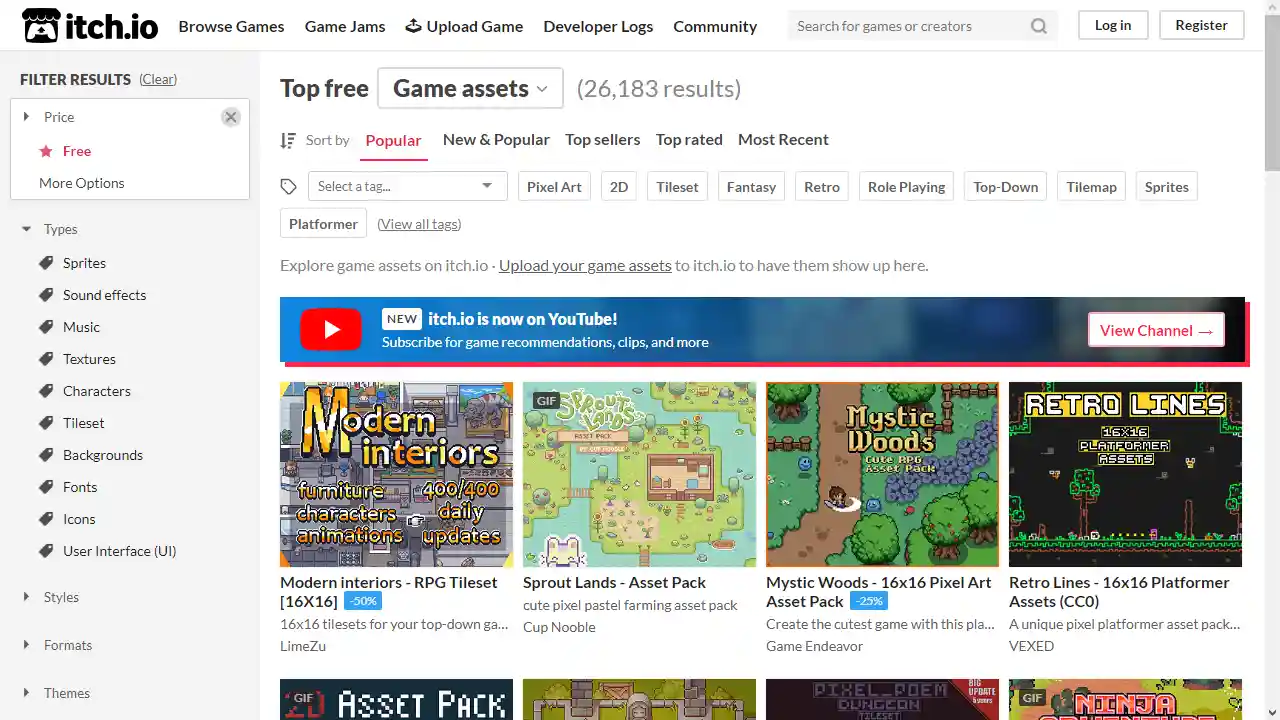 itch.io
Browse Games
Game Jams
Upload Game
Developer Logs
Community
Search for games or creators
Log in
Register
FILTER RESULTS (Clear)
Price
Free
More Options
Types
Sprites
Sound effects
Music
Textures
Characters
Tileset
Backgrounds
Fonts
Icons
User Interface (UI)
Styles
Formats
Themes
Top free Game assets (26,183 results)
Sort by Popular New & Popular Top sellers Top rated Most Recent
Select a tag... Pixel Art 2D Tileset Fantasy Retro Role Playing Top-Down Tilemap Sprites
Platformer (View all tags)
Explore game assets on itch.io · Upload your game assets to itch.io to have them show up here.
NEW itch.io is now on YouTube!
Subscribe for game recommendations, clips, and more
View Channel →
Modern
interiors
furniture
characters
animations
400/400
daily
updates
Modern interiors - RPG Tileset
[16X16] -50%
16x16 tilesets for your top-down ga...
LimeZu
GIF
Sprout
Lands
ASSET PACK
BY CUP NOOBLE
Sprout Lands - Asset Pack
cute pixel pastel farming asset pack
Cup Nooble
Mystic
Woods
cute RPG
Asset Pack
Mystic Woods - 16x16 Pixel Art
Asset Pack -25%
Create the cutest game with this pla...
Game Endeavor
RETRO LINES
16X16
PLATFORMER
ASSETS
Retro Lines - 16x16 Platformer
Assets (CC0)
A unique pixel platformer asset pack...
VEXED
GIF
2D ASSET PACK
PIXEL_POEM
DUNGEON
TILESET
BIG
UPDATE
GIF
NINJA
ADVENTURE